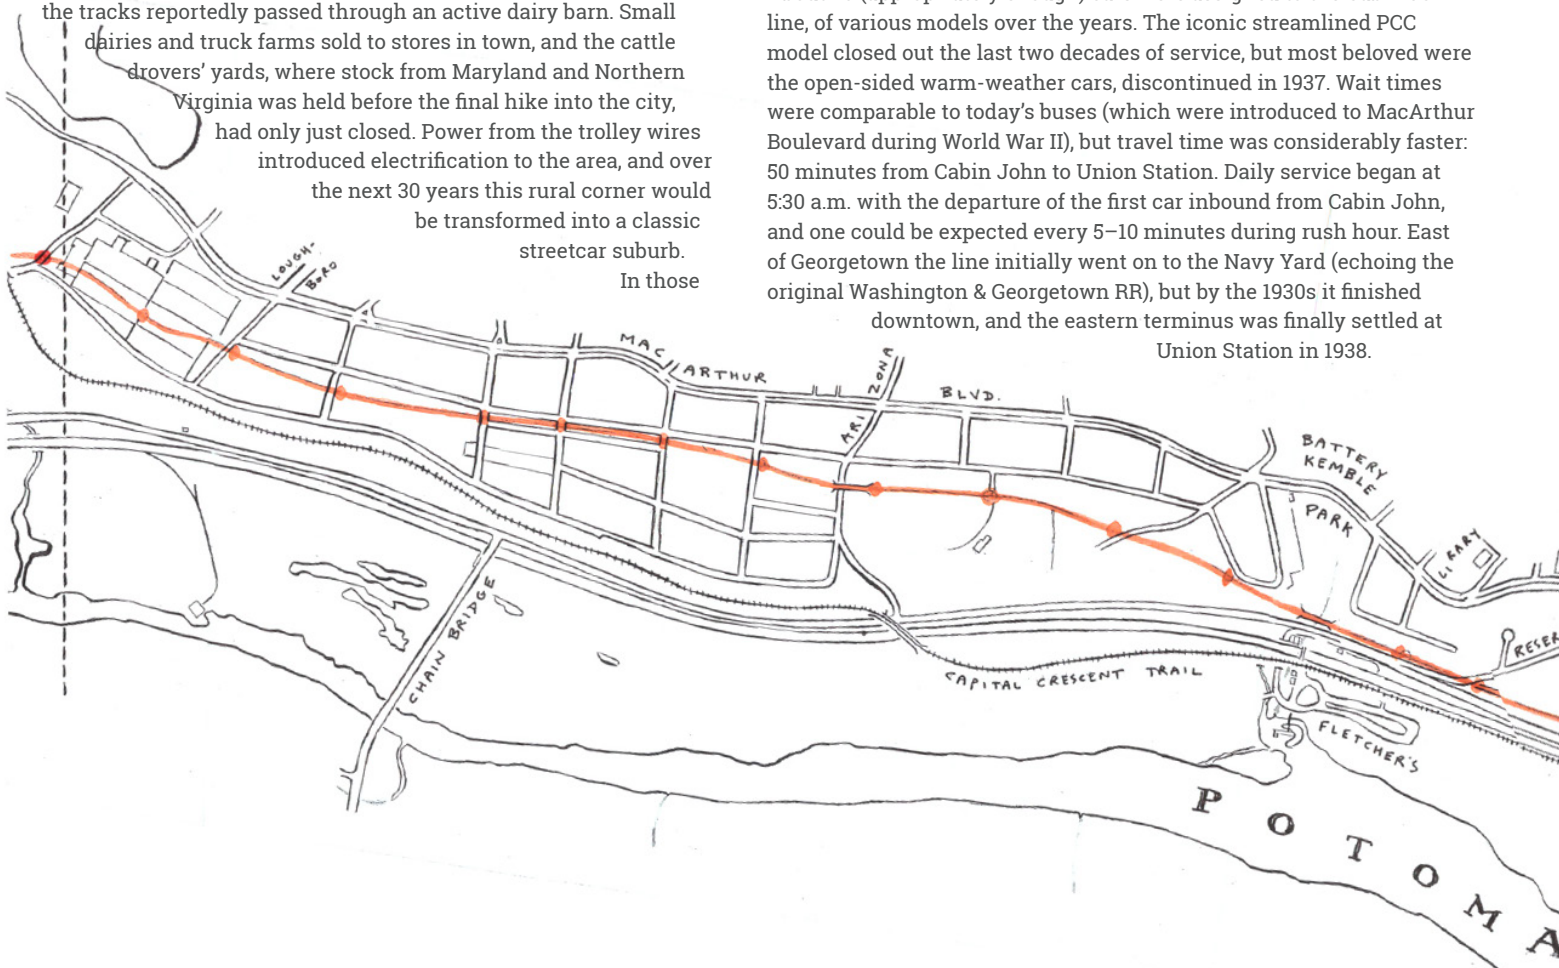 the tracks reportedly passed through an active dairy barn. Small
dairies and truck farms sold to stores in town, and the cattle
drovers’ yards, where stock from Maryland and Northern
Virginia was held before the final hike into the city,
had only just closed. Power from the trolley wires
introduced electrification to the area, and over
the next 30 years this rural corner would
be transformed into a classic
streetcar suburb.
In those
line, of various models over the years. The iconic streamlined PCC
model closed out the last two decades of service, but most beloved were
the open-sided warm-weather cars, discontinued in 1937. Wait times
were comparable to today’s buses (which were introduced to MacArthur
Boulevard during World War II), but travel time was considerably faster:
50 minutes from Cabin John to Union Station. Daily service began at
5:30 a.m. with the departure of the first car inbound from Cabin John,
and one could be expected every 5–10 minutes during rush hour. East
of Georgetown the line initially went on to the Navy Yard (echoing the
original Washington & Georgetown RR), but by the 1930s it finished
downtown, and the eastern terminus was finally settled at
Union Station in 1938.
LOUGH-
BORO
MAC ARTHUR
BLVD.
ARI ZONA
BATTERY
KEMBLE
PARK
LIBRARY
RESER
CHAIN BRIDGE
CAPITAL CRESCENT TRAIL
FLETCHER'S
POTOMA